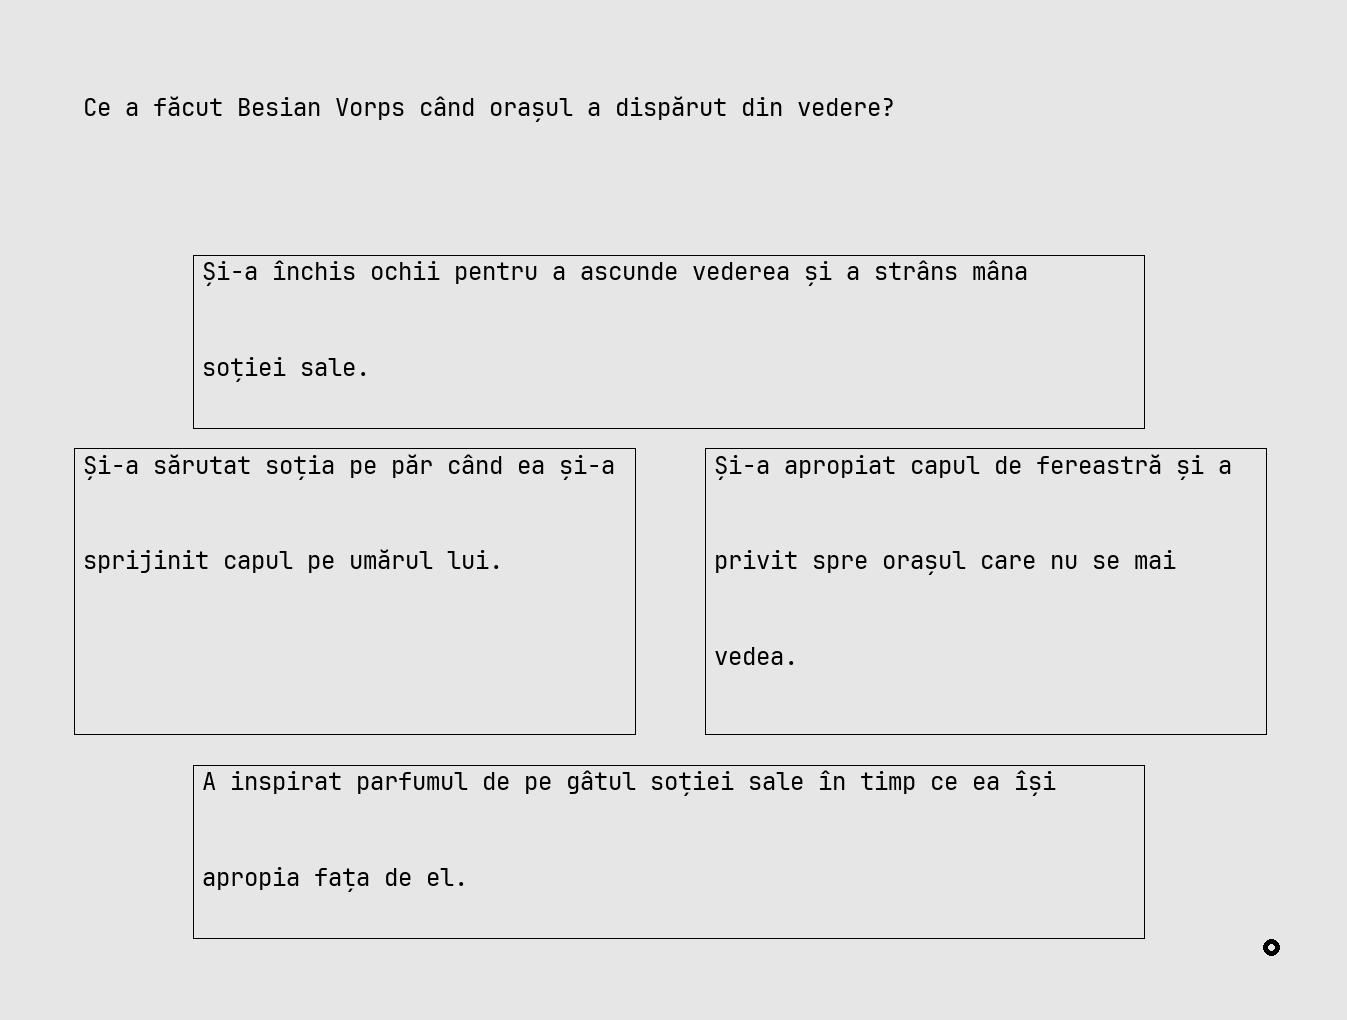 Ce a făcut Besian Vorps când orașul a dispărut din vedere?
Și-a închis ochii pentru a ascunde vederea și a strâns mâna
soției sale.
Și-a sărutat soția pe păr când ea și-a
sprijinit capul pe umărul lui.
Și-a apropiat capul de fereastră și a
privit spre orașul care nu se mai
vedea.
A inspirat parfumul de pe gâtul soției sale în timp ce ea își
apropia fața de el.